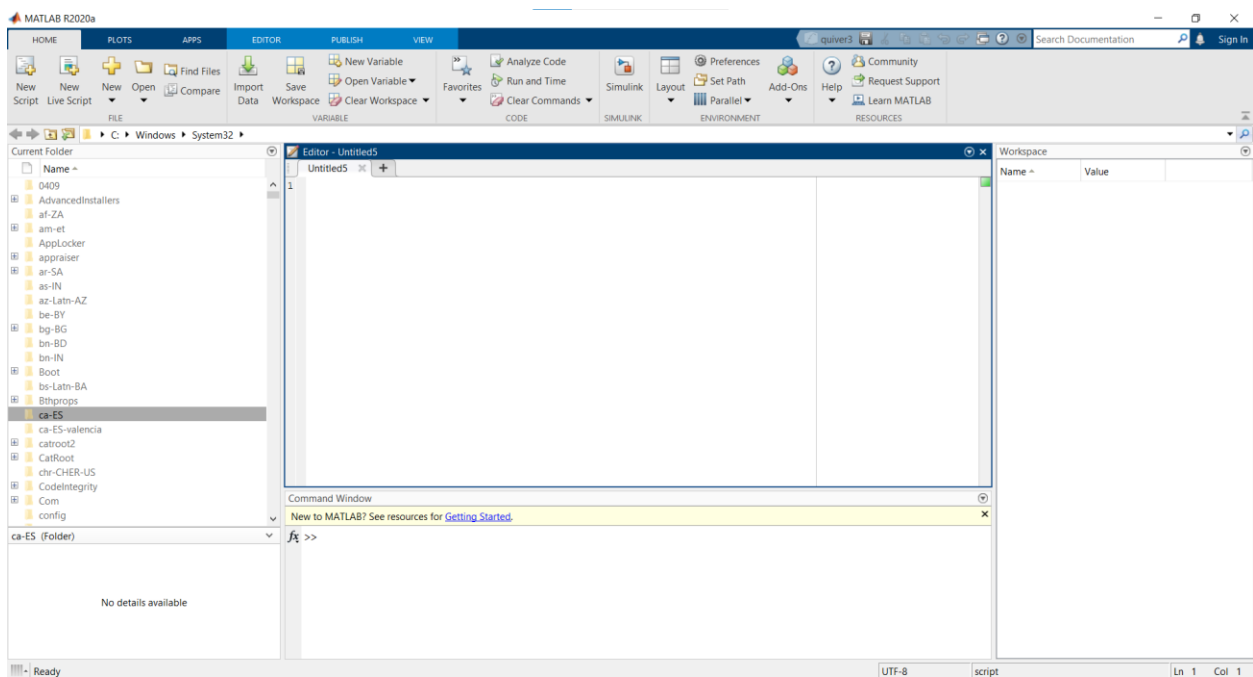 MATLAB R2020a
HOME PLOTS APPS EDITOR PUBLISH VIEW quiver3 Search Documentation Sign In
New Script
New Live Script
New
Open
Find Files
Compare
FILE
Import Data
Save Workspace
New Variable
Open Variable
Clear Workspace
VARIABLE
Favorites
Analyze Code
Run and Time
Clear Commands
CODE
Simulink
SIMULINK
Layout
Preferences
Set Path
Parallel
Add-Ons
ENVIRONMENT
Help
Community
Request Support
Learn MATLAB
RESOURCES
C: Windows System32
Current Folder
Name
0409
AdvancedInstallers
af-ZA
am-et
AppLocker
appraiser
ar-SA
as-IN
az-Latn-AZ
be-BY
bg-BG
bn-BD
bn-IN
Boot
bs-Latn-BA
Bthprops
ca-ES
ca-ES-valencia
catroot2
CatRoot
chr-CHER-US
CodeIntegrity
Com
config
ca-ES (Folder)
No details available
Editor - Untitled5
Untitled5
1
Command Window
New to MATLAB? See resources for Getting Started.
fx >>
Workspace
Name Value
Ready
UTF-8 script Ln 1 Col 1